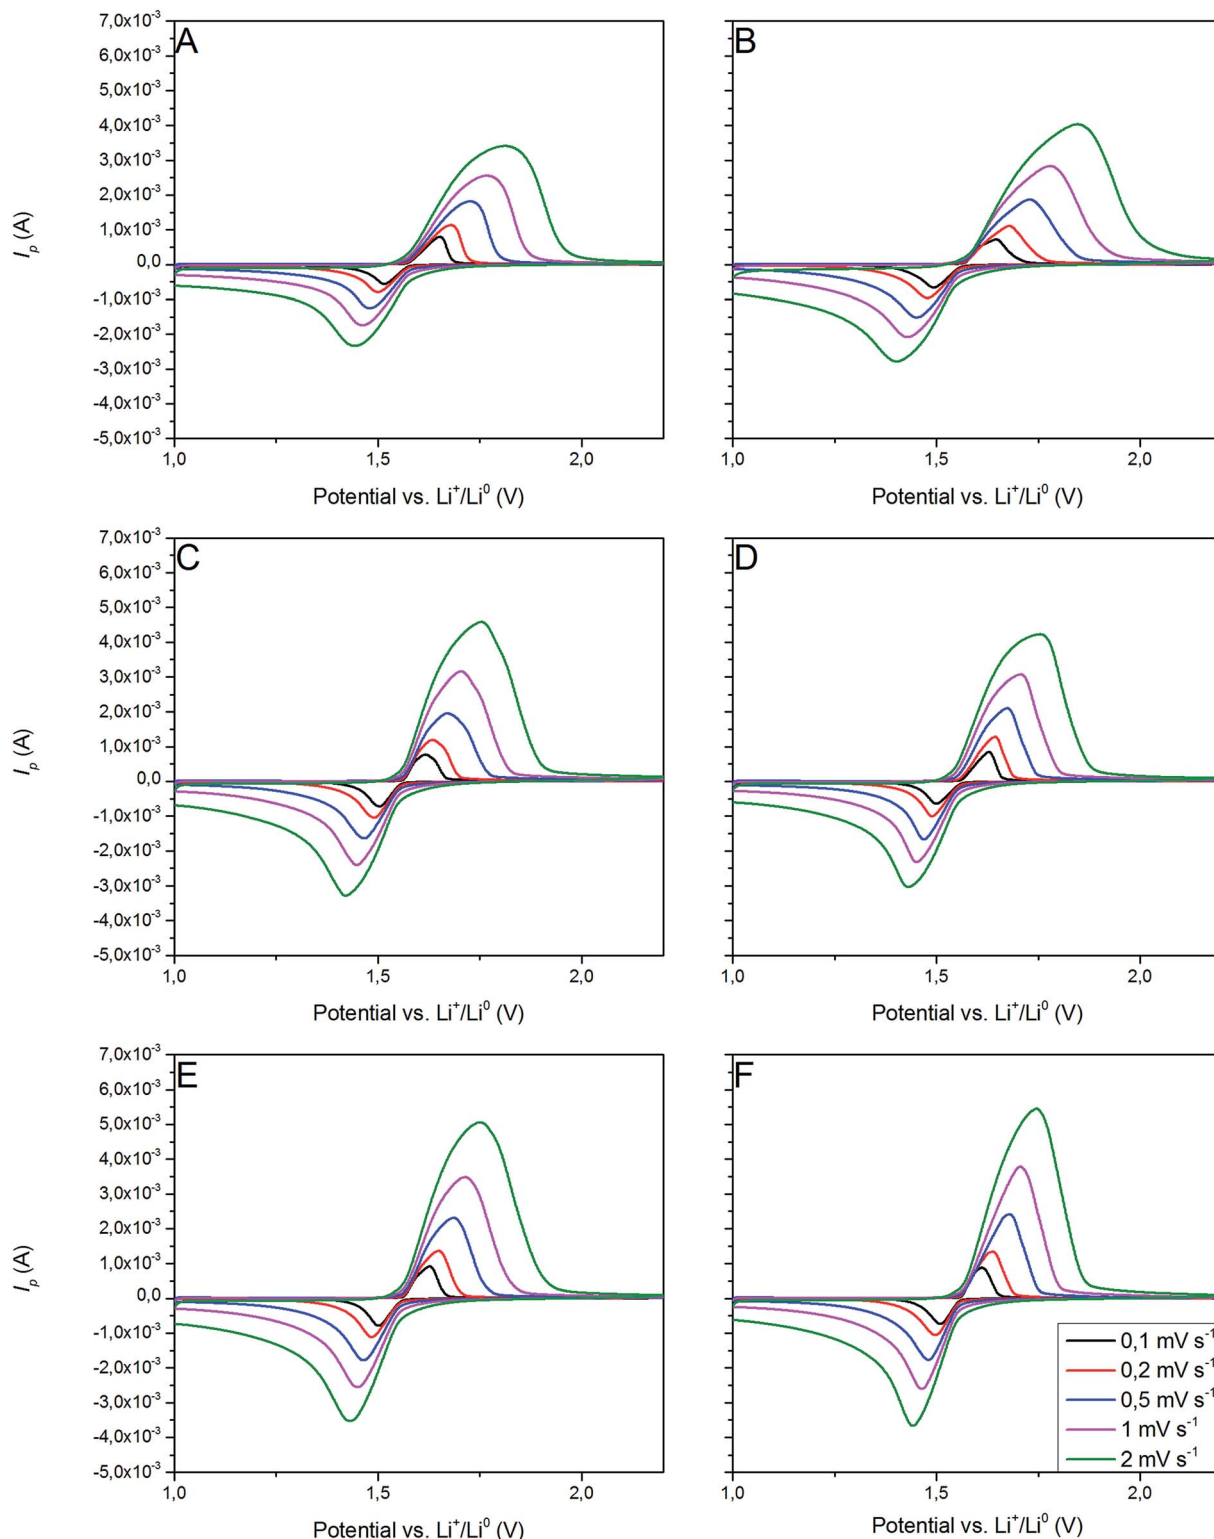 A
B
7,0x10⁻³
6,0x10⁻³
5,0x10⁻³
4,0x10⁻³
3,0x10⁻³
2,0x10⁻³
1,0x10⁻³
0,0
-1,0x10⁻³
-2,0x10⁻³
-3,0x10⁻³
-4,0x10⁻³
-5,0x10⁻³
I_p (A)
1,0 1,5 2,0
1,0 1,5 2,0
Potential vs. Li⁺/Li⁰ (V)
Potential vs. Li⁺/Li⁰ (V)
C
D
7,0x10⁻³
6,0x10⁻³
5,0x10⁻³
4,0x10⁻³
3,0x10⁻³
2,0x10⁻³
1,0x10⁻³
0,0
-1,0x10⁻³
-2,0x10⁻³
-3,0x10⁻³
-4,0x10⁻³
-5,0x10⁻³
I_p (A)
1,0 1,5 2,0
1,0 1,5 2,0
Potential vs. Li⁺/Li⁰ (V)
Potential vs. Li⁺/Li⁰ (V)
E
F
7,0x10⁻³
6,0x10⁻³
5,0x10⁻³
4,0x10⁻³
3,0x10⁻³
2,0x10⁻³
1,0x10⁻³
0,0
-1,0x10⁻³
-2,0x10⁻³
-3,0x10⁻³
-4,0x10⁻³
-5,0x10⁻³
I_p (A)
0,1 mV s⁻¹
0,2 mV s⁻¹
0,5 mV s⁻¹
1 mV s⁻¹
2 mV s⁻¹
1,0 1,5 2,0
1,0 1,5 2,0
Potential vs. Li⁺/Li⁰ (V)
Potential vs. Li⁺/Li⁰ (V)